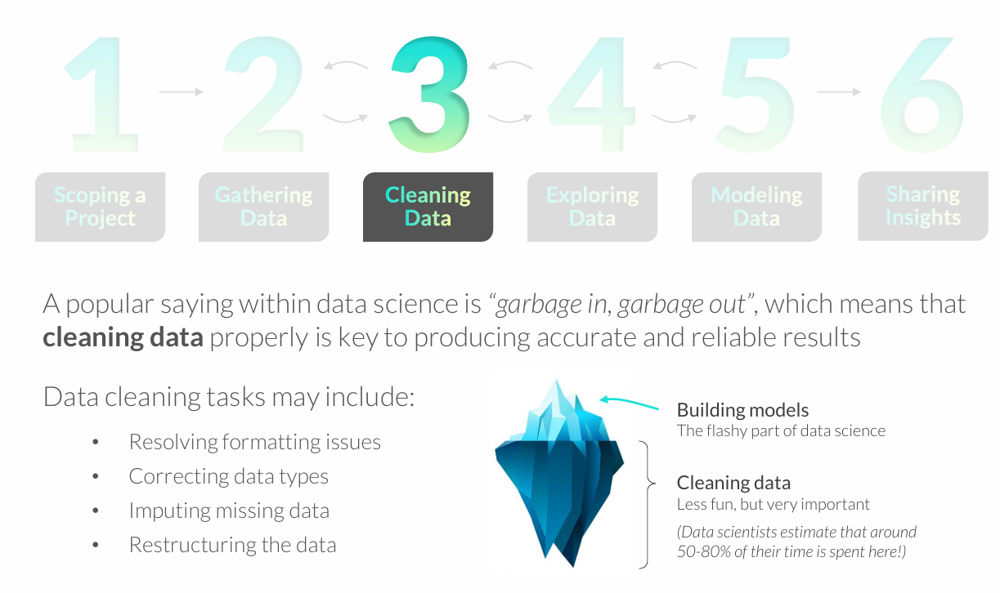 1 2 3 4 5 6
Scoping a
Project
Gathering
Data
Cleaning
Data
Exploring
Data
Modeling
Data
Sharing
Insights
A popular saying within data science is “garbage in, garbage out”, which means that
cleaning data properly is key to producing accurate and reliable results
Data cleaning tasks may include:
• Resolving formatting issues
• Correcting data types
• Imputing missing data
• Restructuring the data
Building models
The flashy part of data science
Cleaning data
Less fun, but very important
(Data scientists estimate that around
50-80% of their time is spent here!)